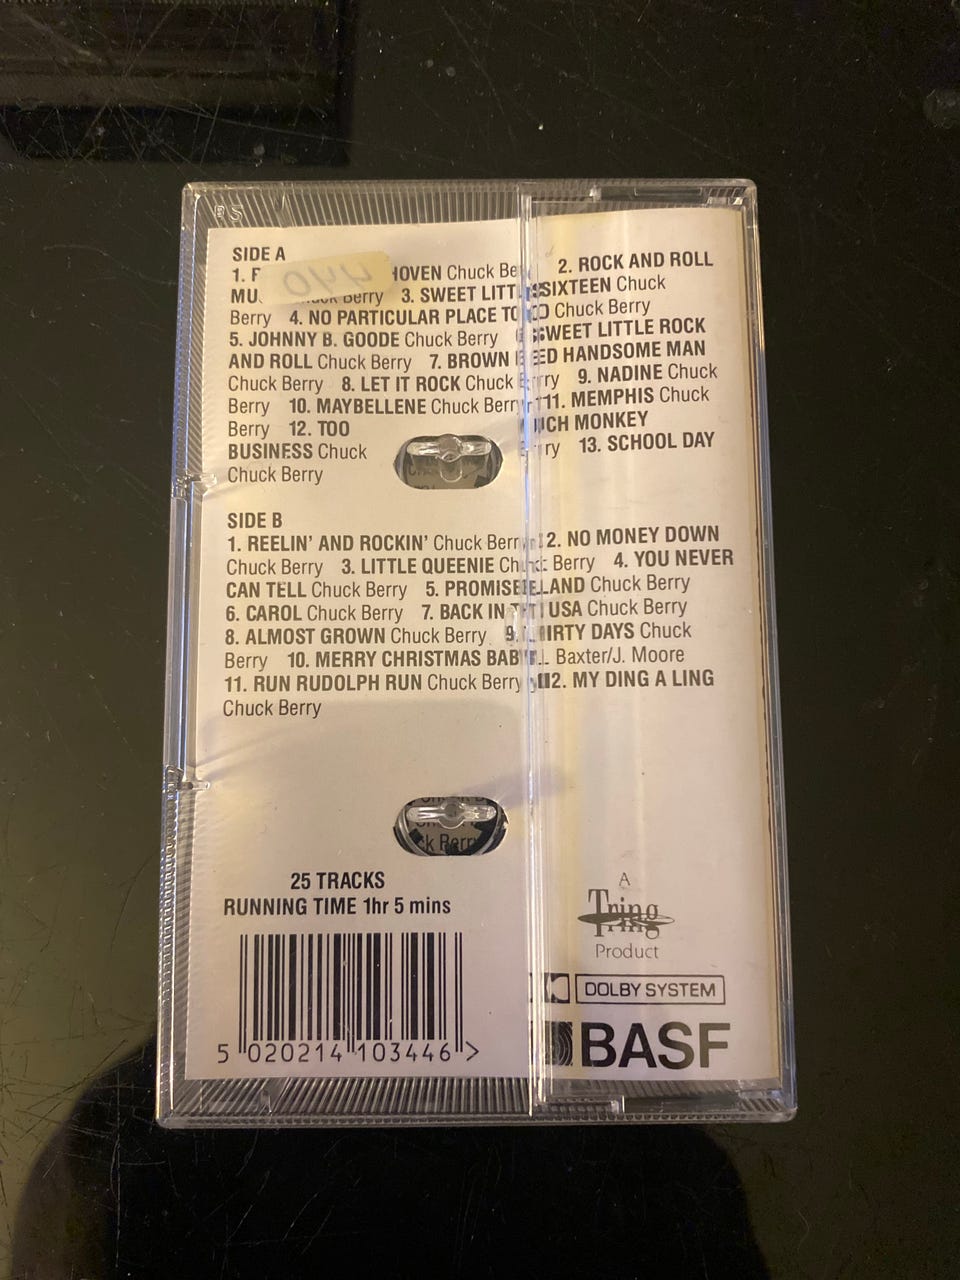 SIDE A
1. HOVEN Chuck 2. ROCK AND ROLL
MU Berry 3. SWEET SIXTEEN Chuck
Berry 4. NO PARTICULAR PLACE TO Chuck Berry
5. JOHNNY B. GOODE Chuck Berry SWEET LITTLE ROCK
AND ROLL Chuck Berry 7. BROWN HANDSOME MAN
Chuck Berry 8. LET IT ROCK Chuck 9. NADINE Chuck
Berry 10. MAYBELLENE Chuck Berry 11. MEMPHIS Chuck
Berry 12. TOO MONKEY
BUSINESS Chuck 13. SCHOOL DAY
Chuck Berry
SIDE B
1. REELIN' AND ROCKIN' Chuck Berry 2. NO MONEY DOWN
Chuck Berry 3. LITTLE QUEENIE Chuck Berry 4. YOU NEVER
CAN TELL Chuck Berry 5. PROMISED LAND Chuck Berry
6. CAROL Chuck Berry 7. BACK IN USA Chuck Berry
8. ALMOST GROWN Chuck Berry 9. THIRTY DAYS Chuck
Berry 10. MERRY CHRISTMAS BABY L. Baxter/J. Moore
11. RUN RUDOLPH RUN Chuck Berry 12. MY DING A LING
Chuck Berry
25 TRACKS
RUNNING TIME 1hr 5 mins
5 020214 103446 >
A
Tring
Product
DOLBY SYSTEM
BASF